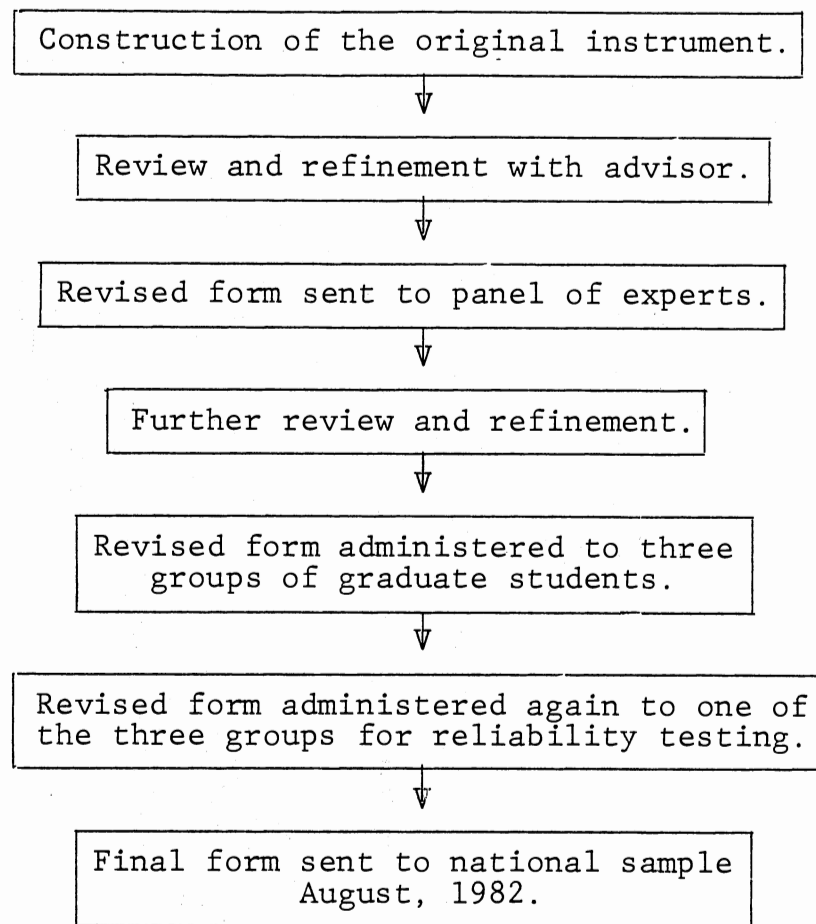 Construction of the original instrument.
Review and refinement with advisor.
Revised form sent to panel of experts.
Further review and refinement.
Revised form administered to three
groups of graduate students.
Revised form administered again to one of
the three groups for reliability testing.
Final form sent to national sample
August, 1982.